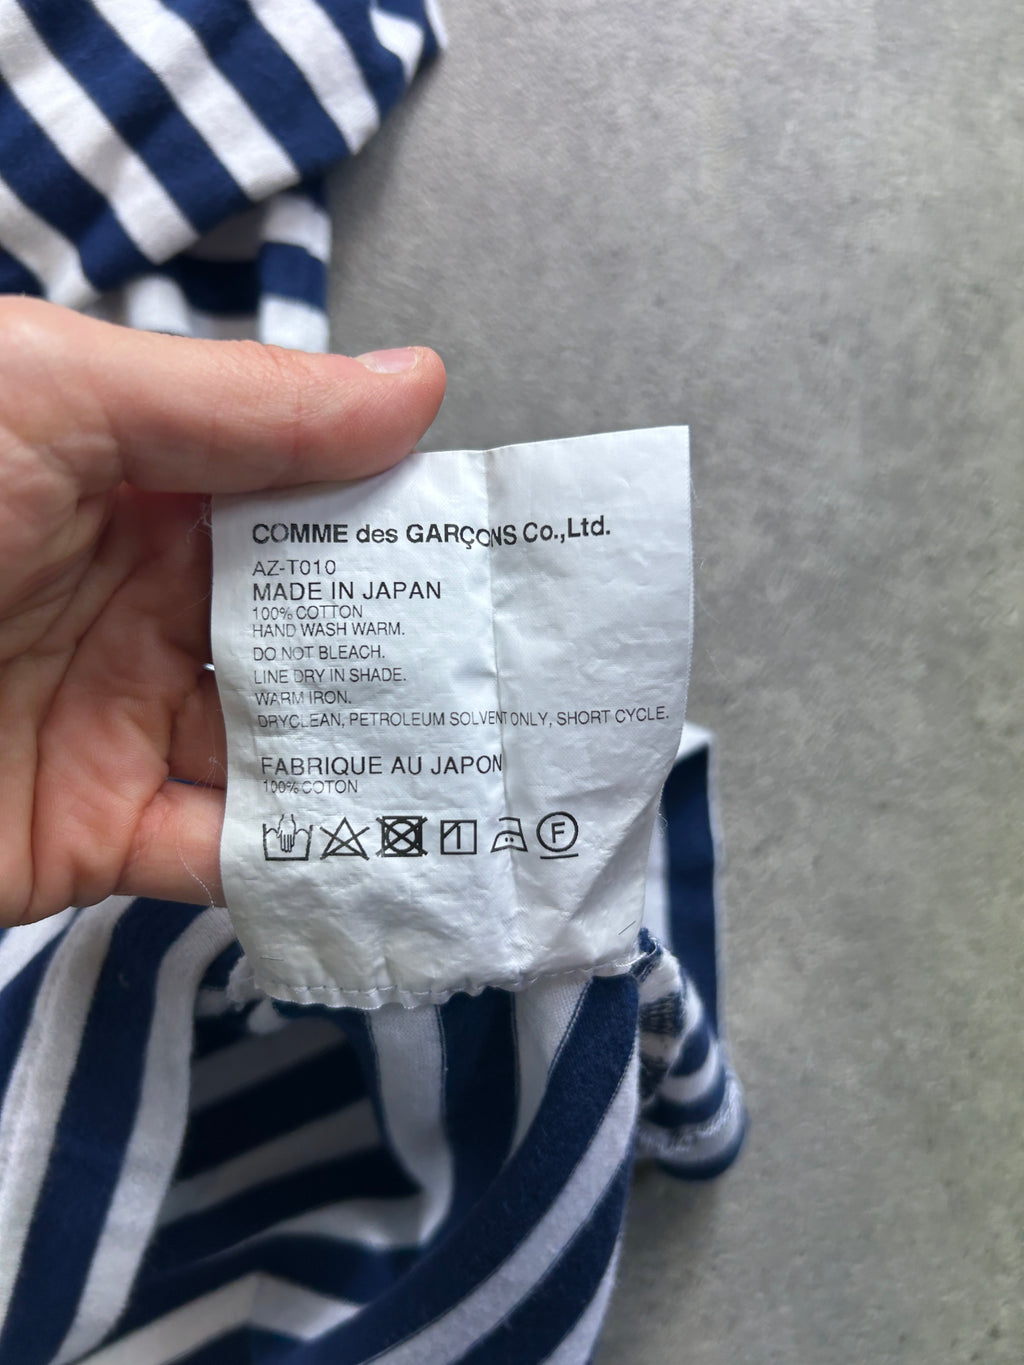 COMME des GARÇONS Co.,Ltd.
AZ-T010
MADE IN JAPAN
100% COTTON
HAND WASH WARM.
DO NOT BLEACH.
LINE DRY IN SHADE.
WARM IRON.
DRYCLEAN, PETROLEUM SOLVENT ONLY, SHORT CYCLE.
FABRIQUE AU JAPON
100% COTON
F